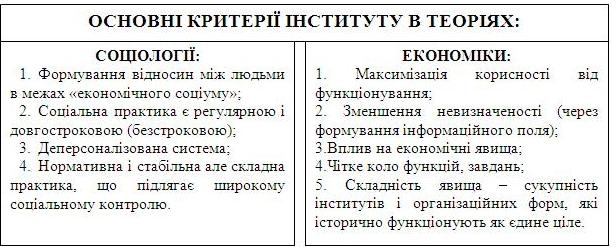 ОСНОВНІ КРИТЕРІЇ ІНСТИТУТУ В ТЕОРІЯХ:
СОЦІОЛОГІЇ:
1. Формування відносин між людьми
в межах «економічного соціуму»;
2. Соціальна практика є регулярною і
довгостроковою (безстроковою);
3. Деперсоналізована система;
4. Нормативна і стабільна але складна
практика, що підлягає широкому
соціальному контролю.
ЕКОНОМІКИ:
1. Максимізація корисності від
функціонування;
2. Зменшення невизначеності (через
формування інформаційного поля);
3.Вплив на економічні явища;
4.Чітке коло функцій, завдань;
5. Складність явища – сукупність
інститутів і організаційних форм, які
історично функціонують як єдине ціле.